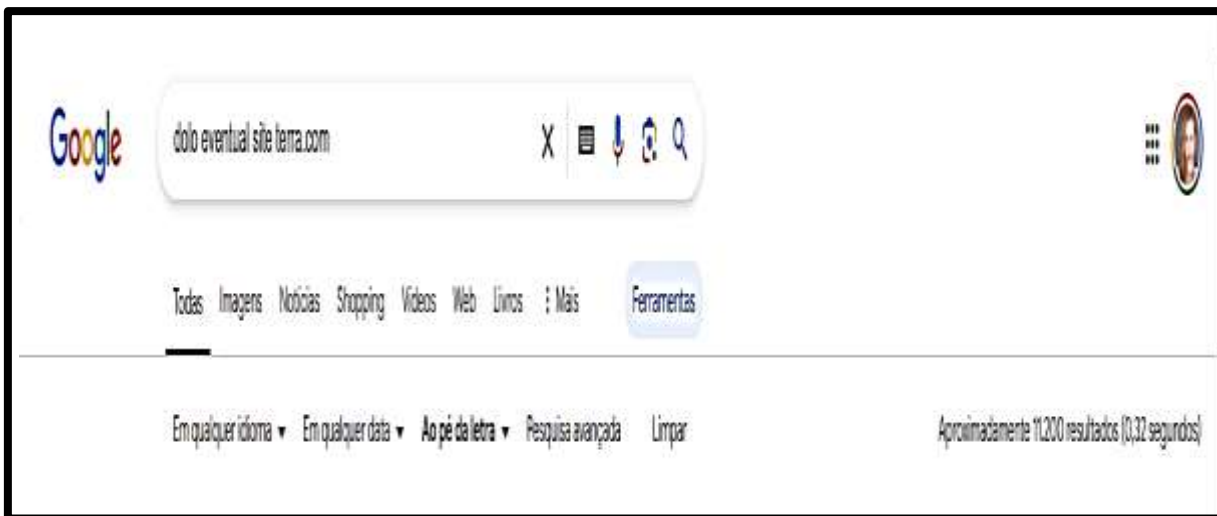 Google dolo eventual site terra.com
Todas Imagens Notícias Shopping Vídeos Web Livros Mais Ferramentas
Em qualquer idioma Em qualquer data Ao pé da letra Pesquisa avançada Limpar Aproximadamente 11.200 resultados (0,32 segundos)